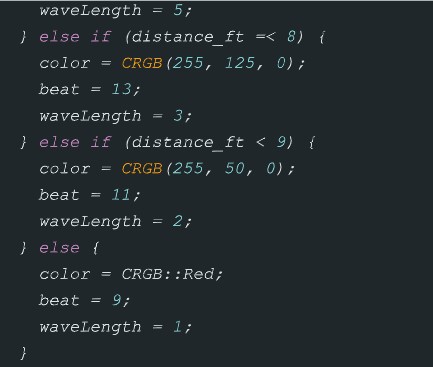 waveLength = 5;
} else if (distance_ft =< 8) {
color = CRGB(255, 125, 0);
beat = 13;
waveLength = 3;
} else if (distance_ft < 9) {
color = CRGB(255, 50, 0);
beat = 11;
waveLength = 2;
} else {
color = CRGB::Red;
beat = 9;
waveLength = 1;
}